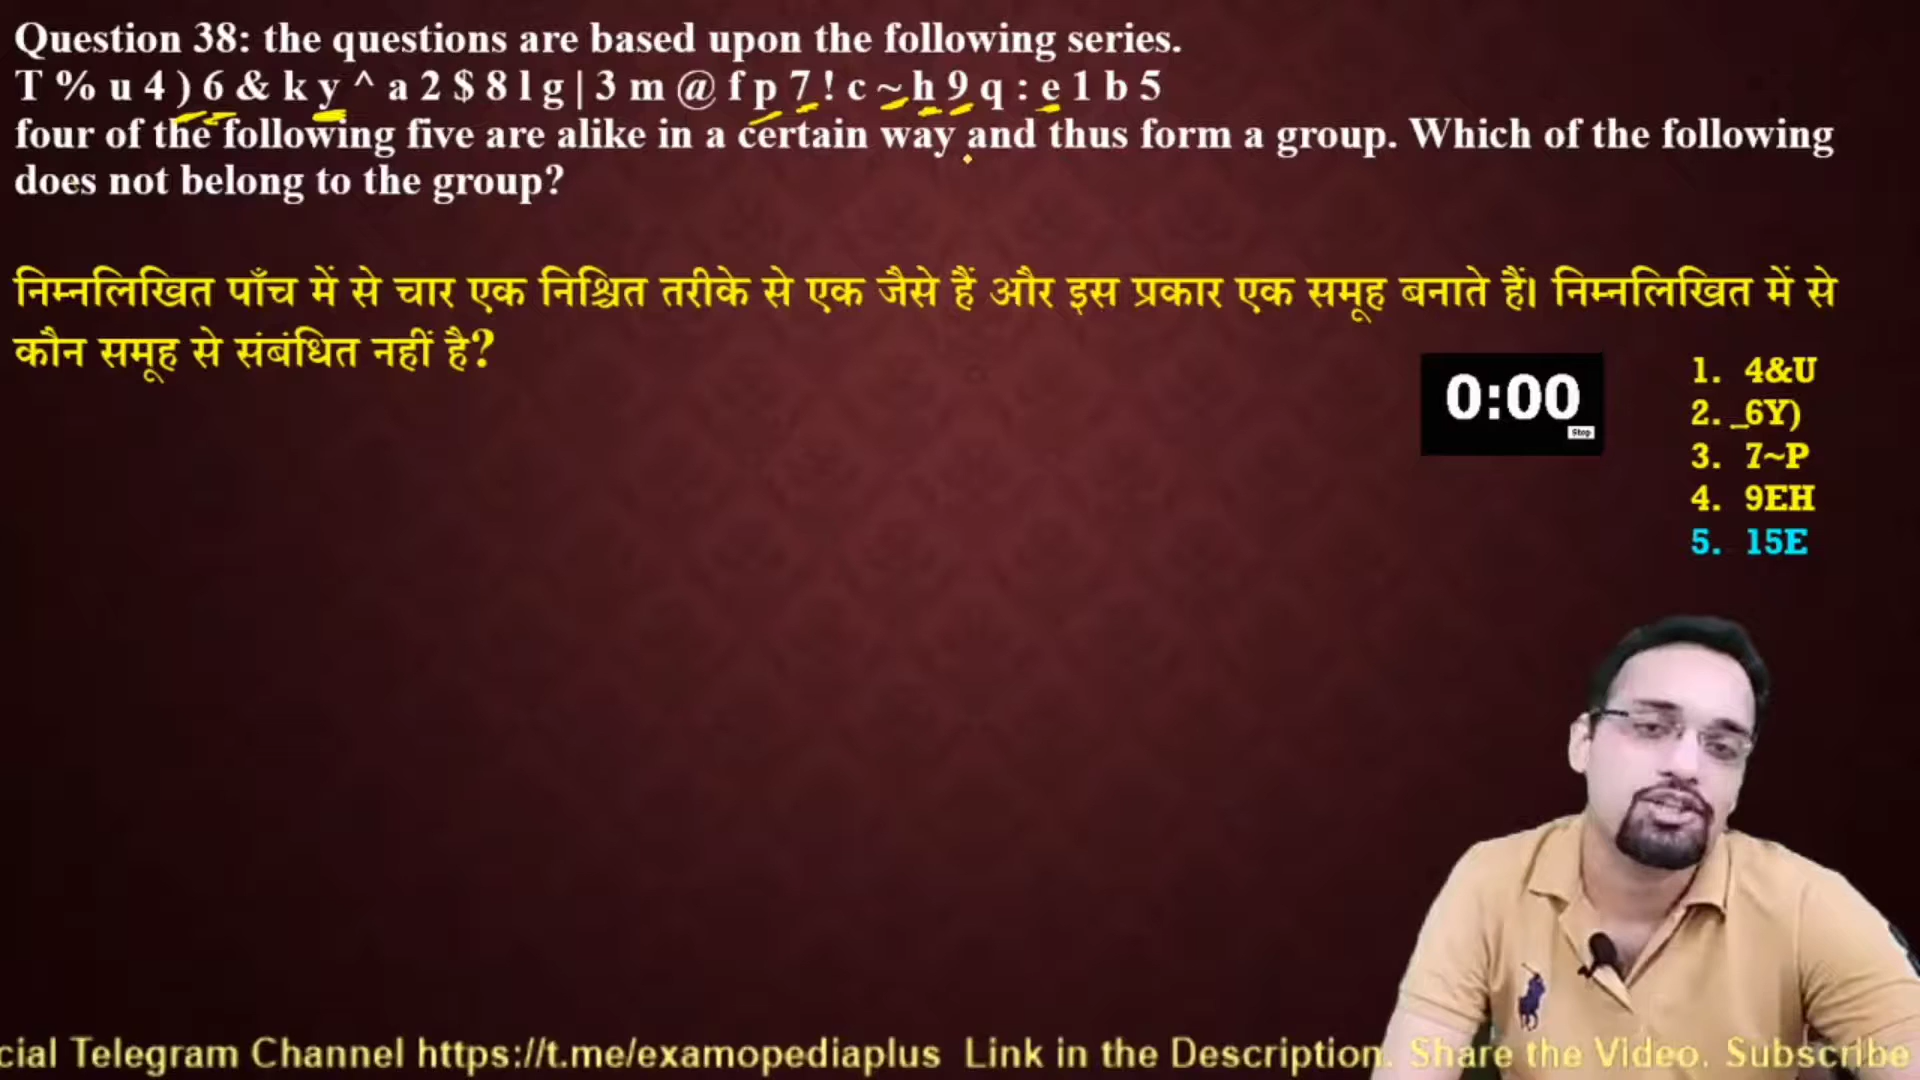 Question 38: the questions are based upon the following series.
T % u 4 ) 6 & k y ^ a 2 $ 8 l g | 3 m @ f p 7 ! c ~ h 9 q : e 1 b 5
four of the following five are alike in a certain way and thus form a group. Which of the following
does not belong to the group?
निम्नलिखित पाँच में से चार एक निश्चित तरीके से एक जैसे हैं और इस प्रकार एक समूह बनाते हैं। निम्नलिखित में से
कौन समूह से संबंधित नहीं है?
0:00
Stop
1. 4&U
2. _6Y)
3. 7~P
4. 9EH
5. 15E
cial Telegram Channel https://t.me/examopediaplus Link in the Description. Share the Video. Subscribe